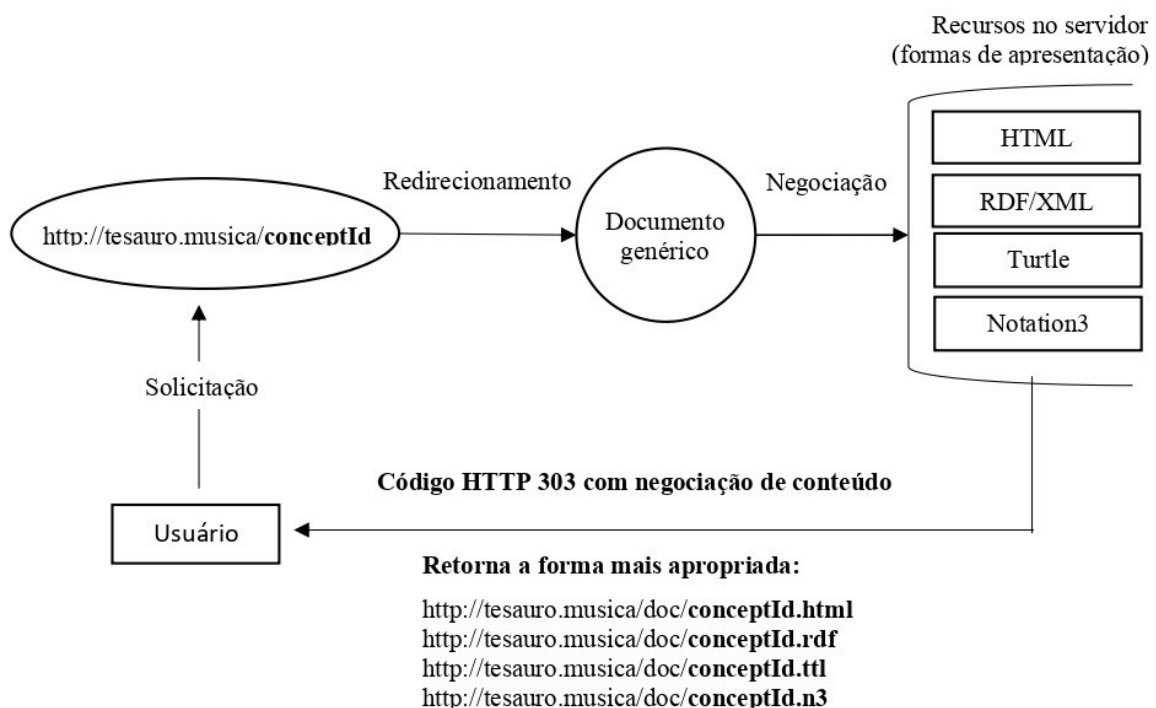 Recursos no servidor
(formas de apresentação)
HTML
RDF/XML
Turtle
Notation3
Redirecionamento
Negociação
http://tesauro.musica/conceptId
Documento
genérico
Solicitação
Código HTTP 303 com negociação de conteúdo
Usuário
Retorna a forma mais apropriada:
http://tesauro.musica/doc/conceptId.html
http://tesauro.musica/doc/conceptId.rdf
http://tesauro.musica/doc/conceptId.ttl
http://tesauro.musica/doc/conceptId.n3